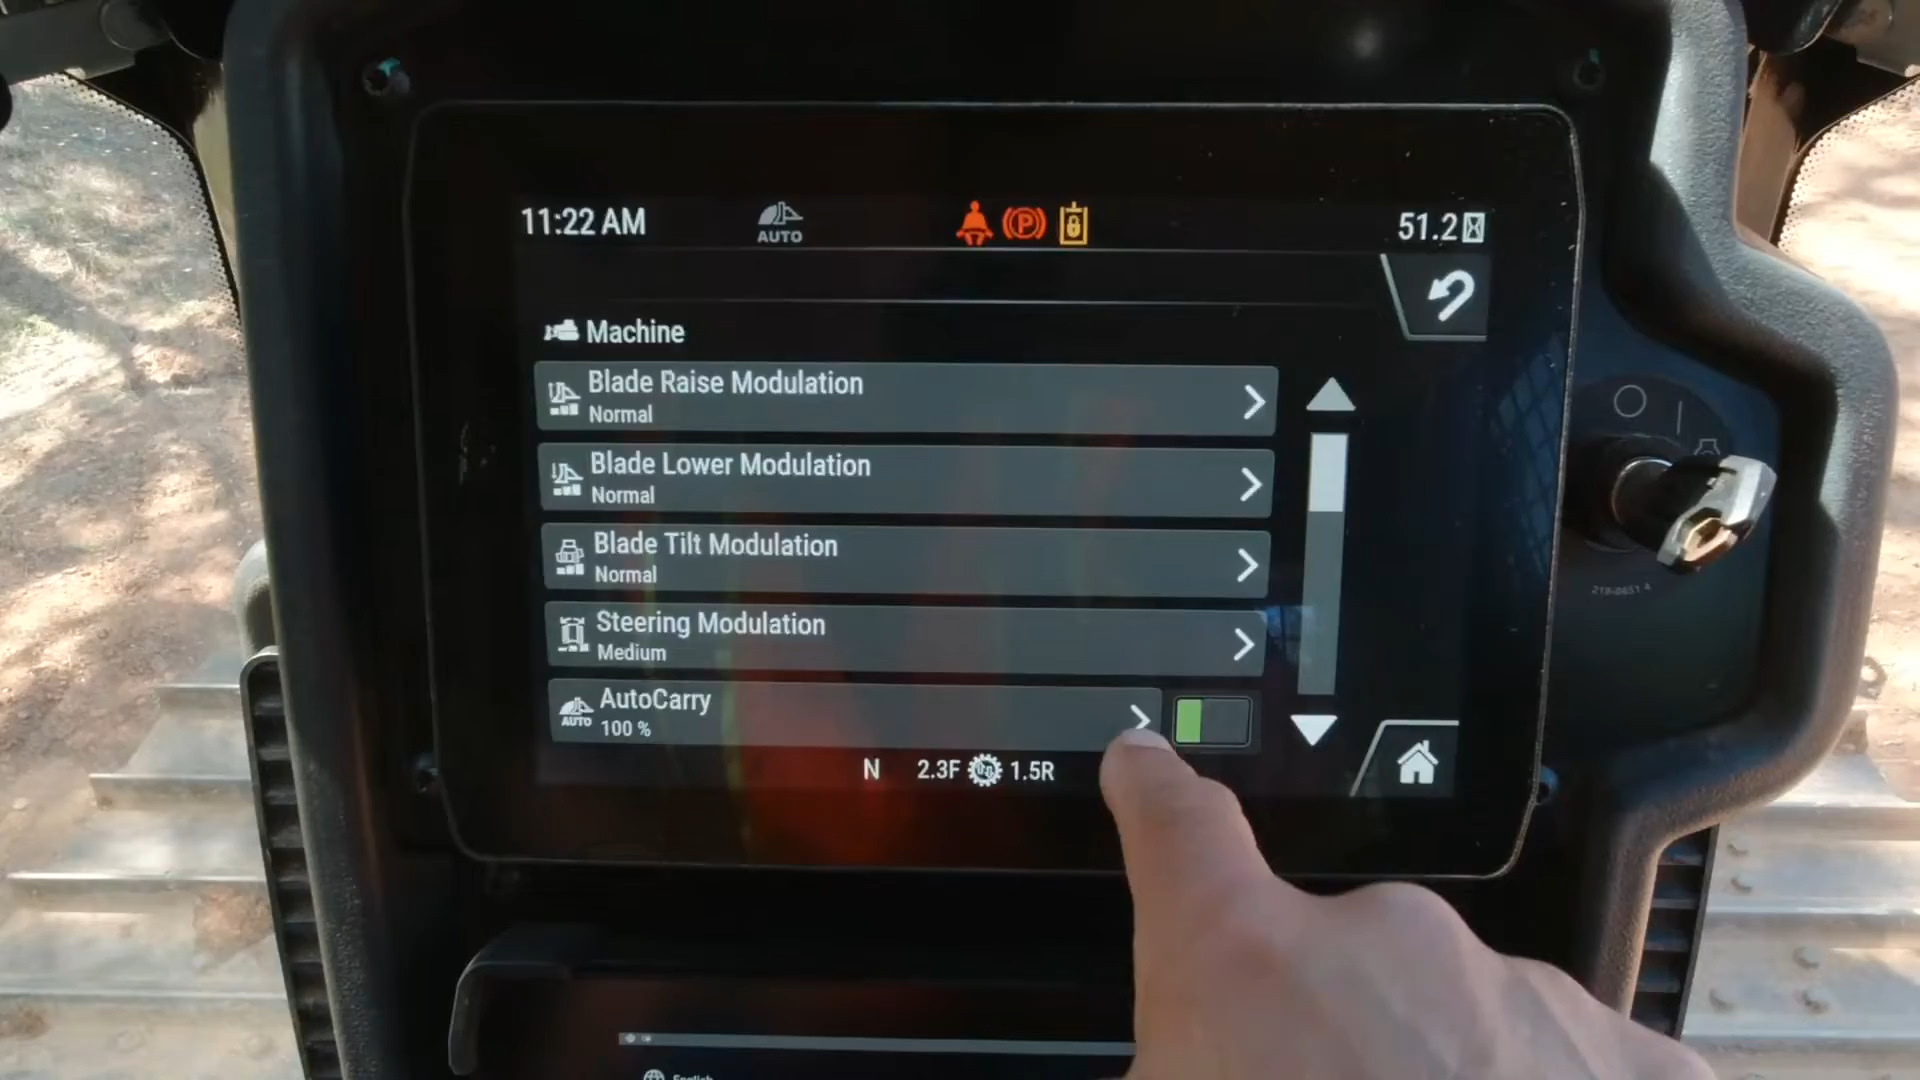 11:22 AM
AUTO
P
51.2
Machine
Blade Raise Modulation
Normal
Blade Lower Modulation
Normal
Blade Tilt Modulation
Normal
Steering Modulation
Medium
AUTO
AutoCarry
100 %
N 2.3F 1.5R
English